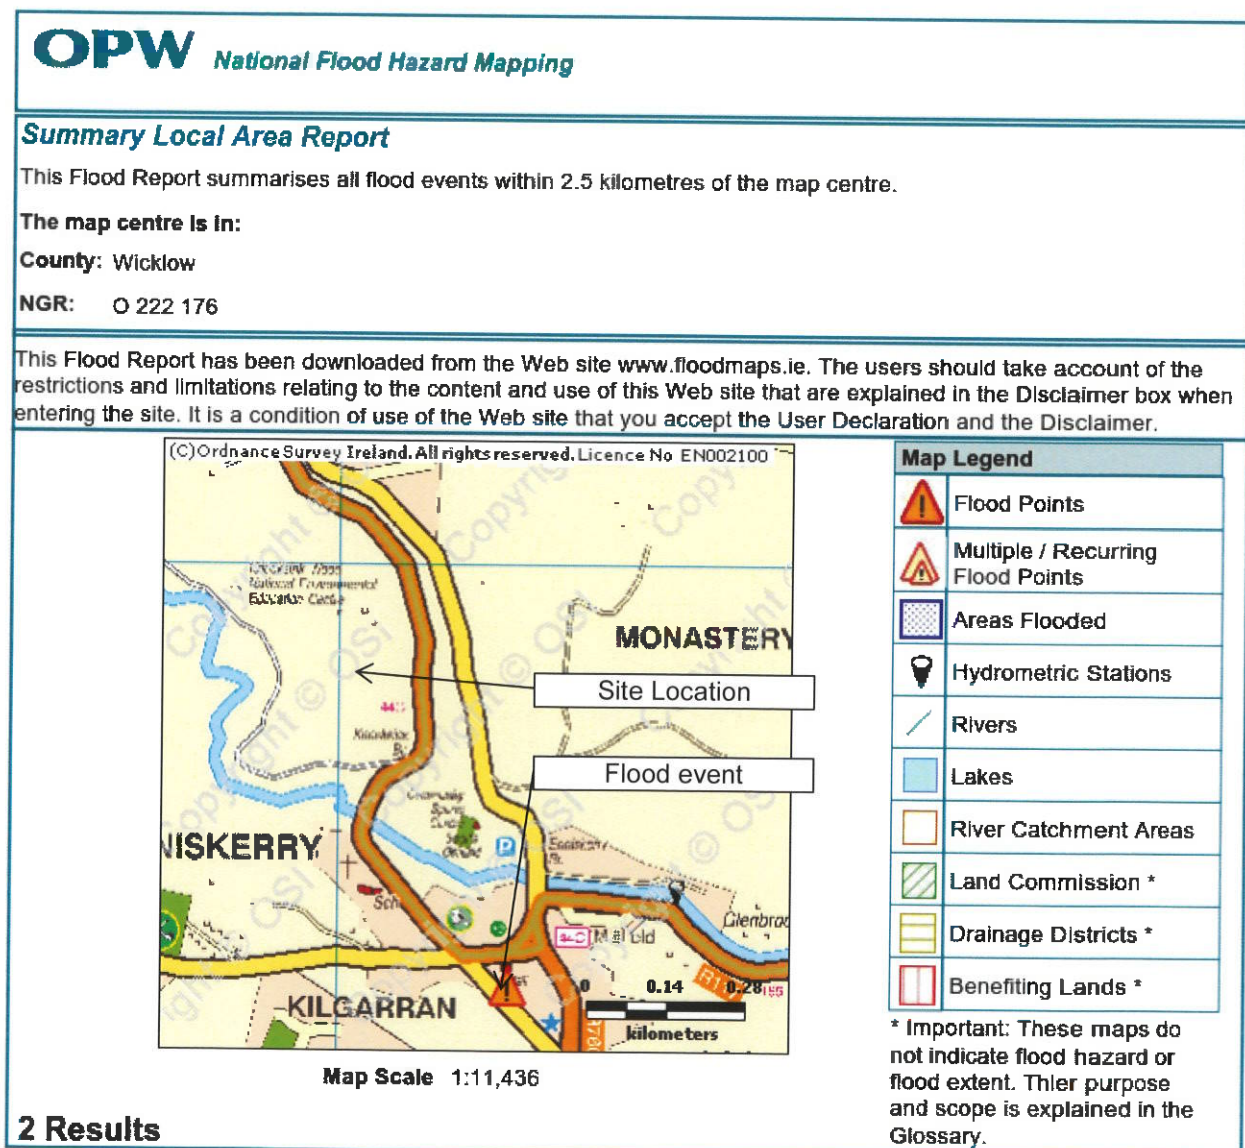 OPW National Flood Hazard Mapping
Summary Local Area Report
This Flood Report summarises all flood events within 2.5 kilometres of the map centre.
The map centre is in:
County: Wicklow
NGR: O 222 176
This Flood Report has been downloaded from the Web site www.floodmaps.ie. The users should take account of the
restrictions and limitations relating to the content and use of this Web site that are explained in the Disclaimer box when
entering the site. It is a condition of use of the Web site that you accept the User Declaration and the Disclaimer.
(C)Ordnance Survey Ireland. All rights reserved. Licence No EN002100
National Environmental
Education Centre
MONASTERY
Site Location
Flood event
NISKERRY
KILGARRAN
Glenbroo
0 0.14 0.28
kilometers
Copyright © OSI
Map Scale 1:11,436
2 Results
Map Legend
Flood Points
Multiple / Recurring
Flood Points
Areas Flooded
Hydrometric Stations
Rivers
Lakes
River Catchment Areas
Land Commission *
Drainage Districts *
Benefiting Lands *
* Important: These maps do
not indicate flood hazard or
flood extent. Thier purpose
and scope is explained in the
Glossary.